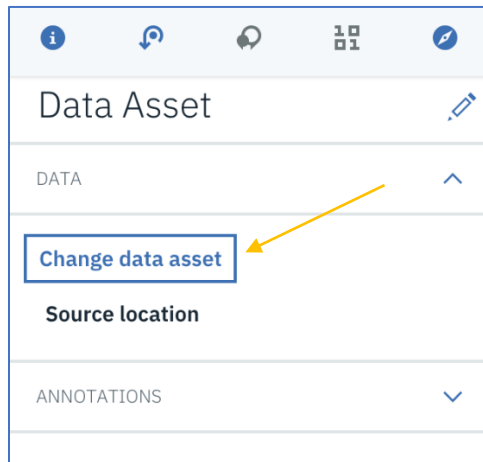 Data Asset
DATA
Change data asset
Source location
ANNOTATIONS